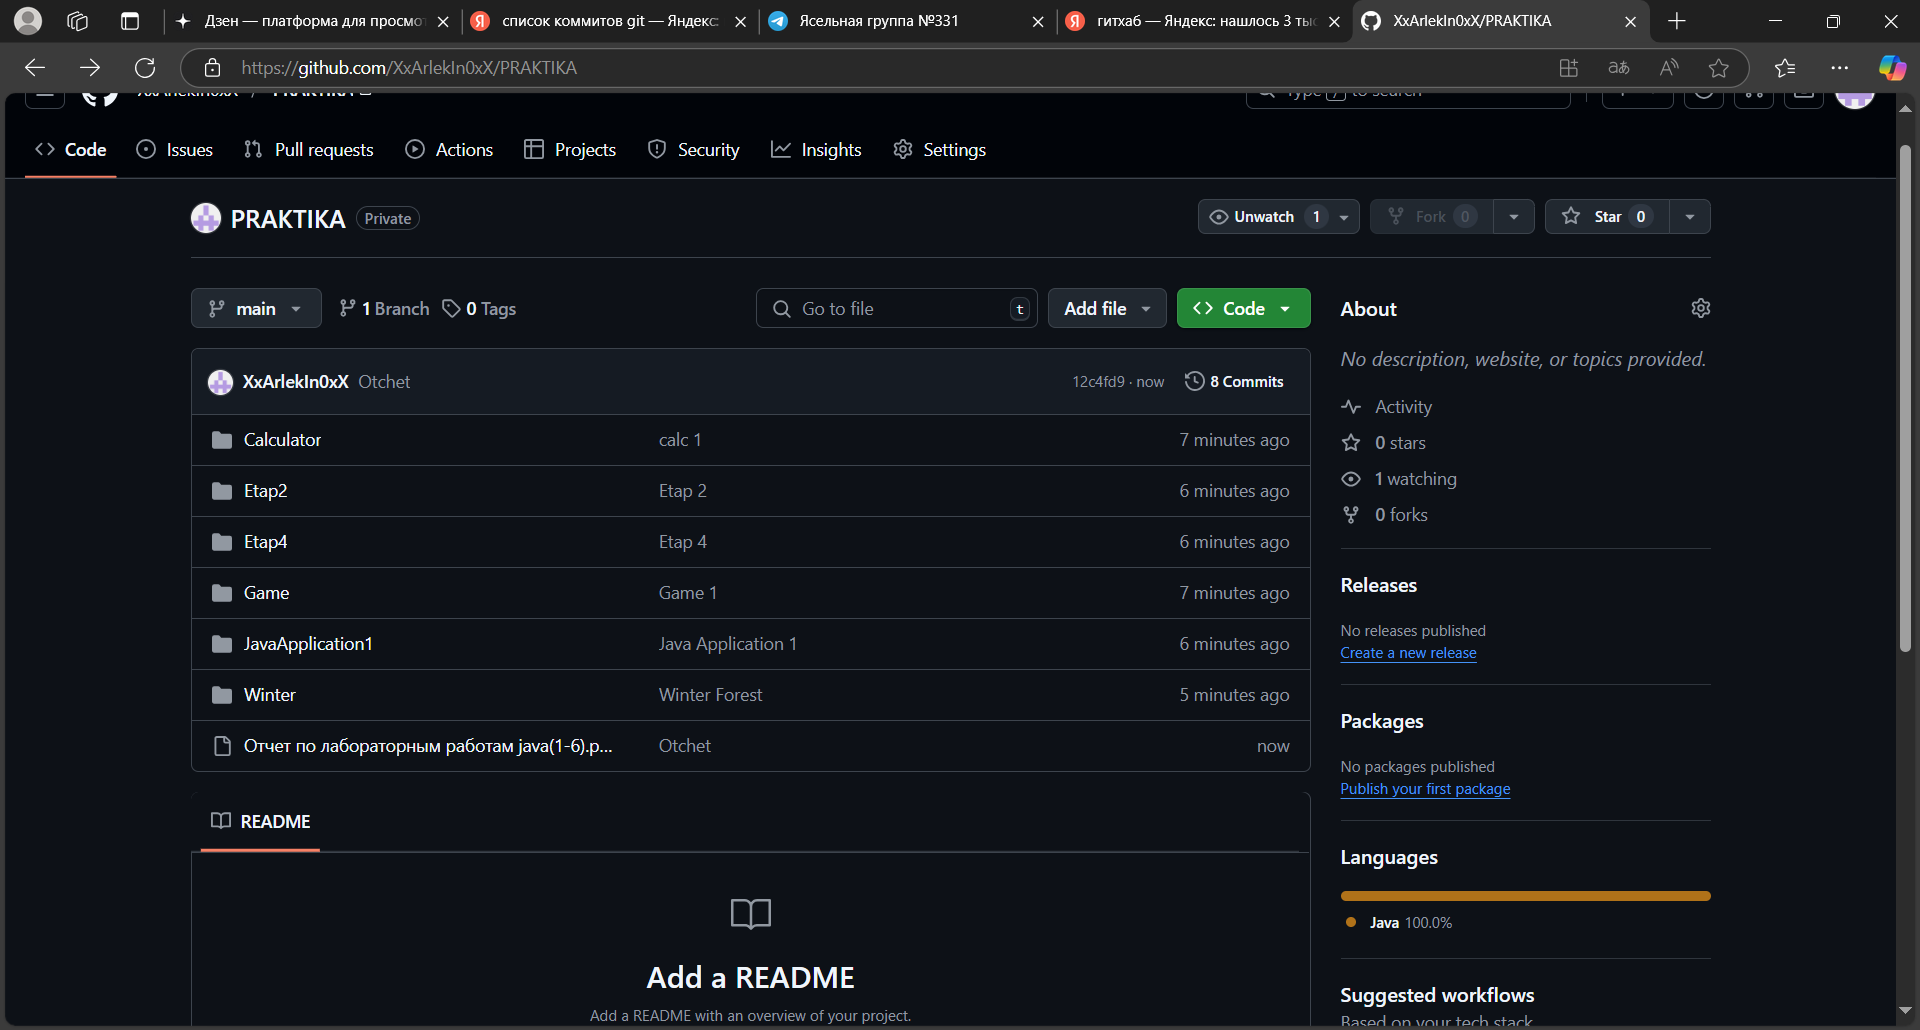 Дзен — платформа для просмот
список коммитов git — Яндекс:
Ясельная группа №331
гитхаб — Яндекс: нашлось 3 тыс
XxArlekIn0xX/PRAKTIKA
https://github.com/XxArlekIn0xX/PRAKTIKA
XxArlekIn0xX / PRAKTIKA
Type / to search
Code
Issues
Pull requests
Actions
Projects
Security
Insights
Settings
PRAKTIKA Private
Unwatch 1
Fork 0
Star 0
main
1 Branch
0 Tags
Go to file t
Add file
Code
XxArlekIn0xX Otchet
12c4fd9 · now
8 Commits
Calculator calc 1 7 minutes ago
Etap2 Etap 2 6 minutes ago
Etap4 Etap 4 6 minutes ago
Game Game 1 7 minutes ago
JavaApplication1 Java Application 1 6 minutes ago
Winter Winter Forest 5 minutes ago
Отчет по лабораторным работам java(1-6).p... Otchet now
README
Add a README
Add a README with an overview of your project.
About
No description, website, or topics provided.
Activity
0 stars
1 watching
0 forks
Releases
No releases published
Create a new release
Packages
No packages published
Publish your first package
Languages
Java 100.0%
Suggested workflows
Based on your tech stack